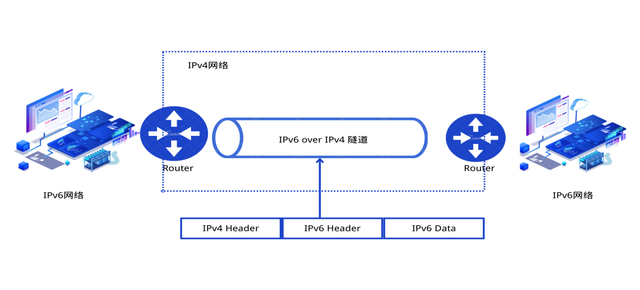 IPv4网络
IPv6 over IPv4 隧道
Router
Router
IPv6网络
IPv6网络
IPv4 Header
IPv6 Header
IPv6 Data